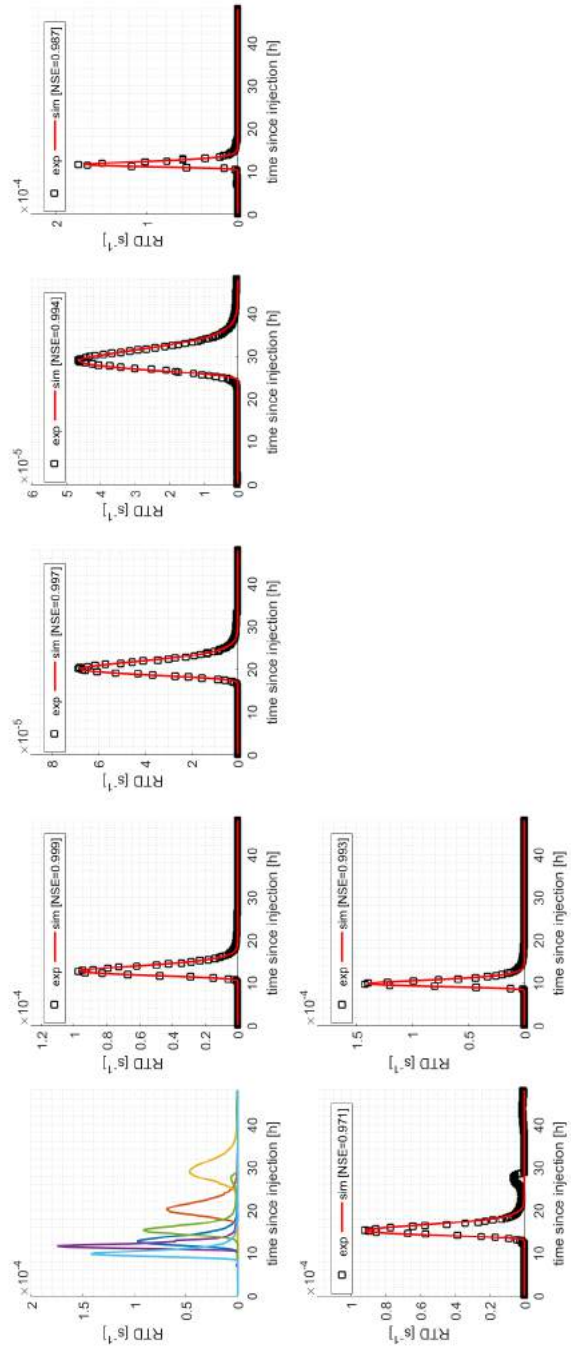 ×10⁻⁴
2
1.5
1
0.5
0
RTD [s⁻¹]
0 10 20 30 40
time since injection [h]
×10⁻⁴
1.2
1
0.8
0.6
0.4
0.2
0
RTD [s⁻¹]
exp sim [NSE=0.999]
0 10 20 30 40
time since injection [h]
×10⁻⁵
8
6
4
2
0
RTD [s⁻¹]
exp sim [NSE=0.997]
0 10 20 30 40
time since injection [h]
×10⁻⁵
6
5
4
3
2
1
0
RTD [s⁻¹]
exp sim [NSE=0.994]
0 10 20 30 40
time since injection [h]
×10⁻⁴
2
1
0
RTD [s⁻¹]
exp sim [NSE=0.987]
0 10 20 30 40
time since injection [h]
×10⁻⁴
1
0.8
0.6
0.4
0.2
0
RTD [s⁻¹]
exp sim [NSE=0.971]
0 10 20 30 40
time since injection [h]
×10⁻⁴
1.5
1
0.5
0
RTD [s⁻¹]
exp sim [NSE=0.993]
0 10 20 30 40
time since injection [h]